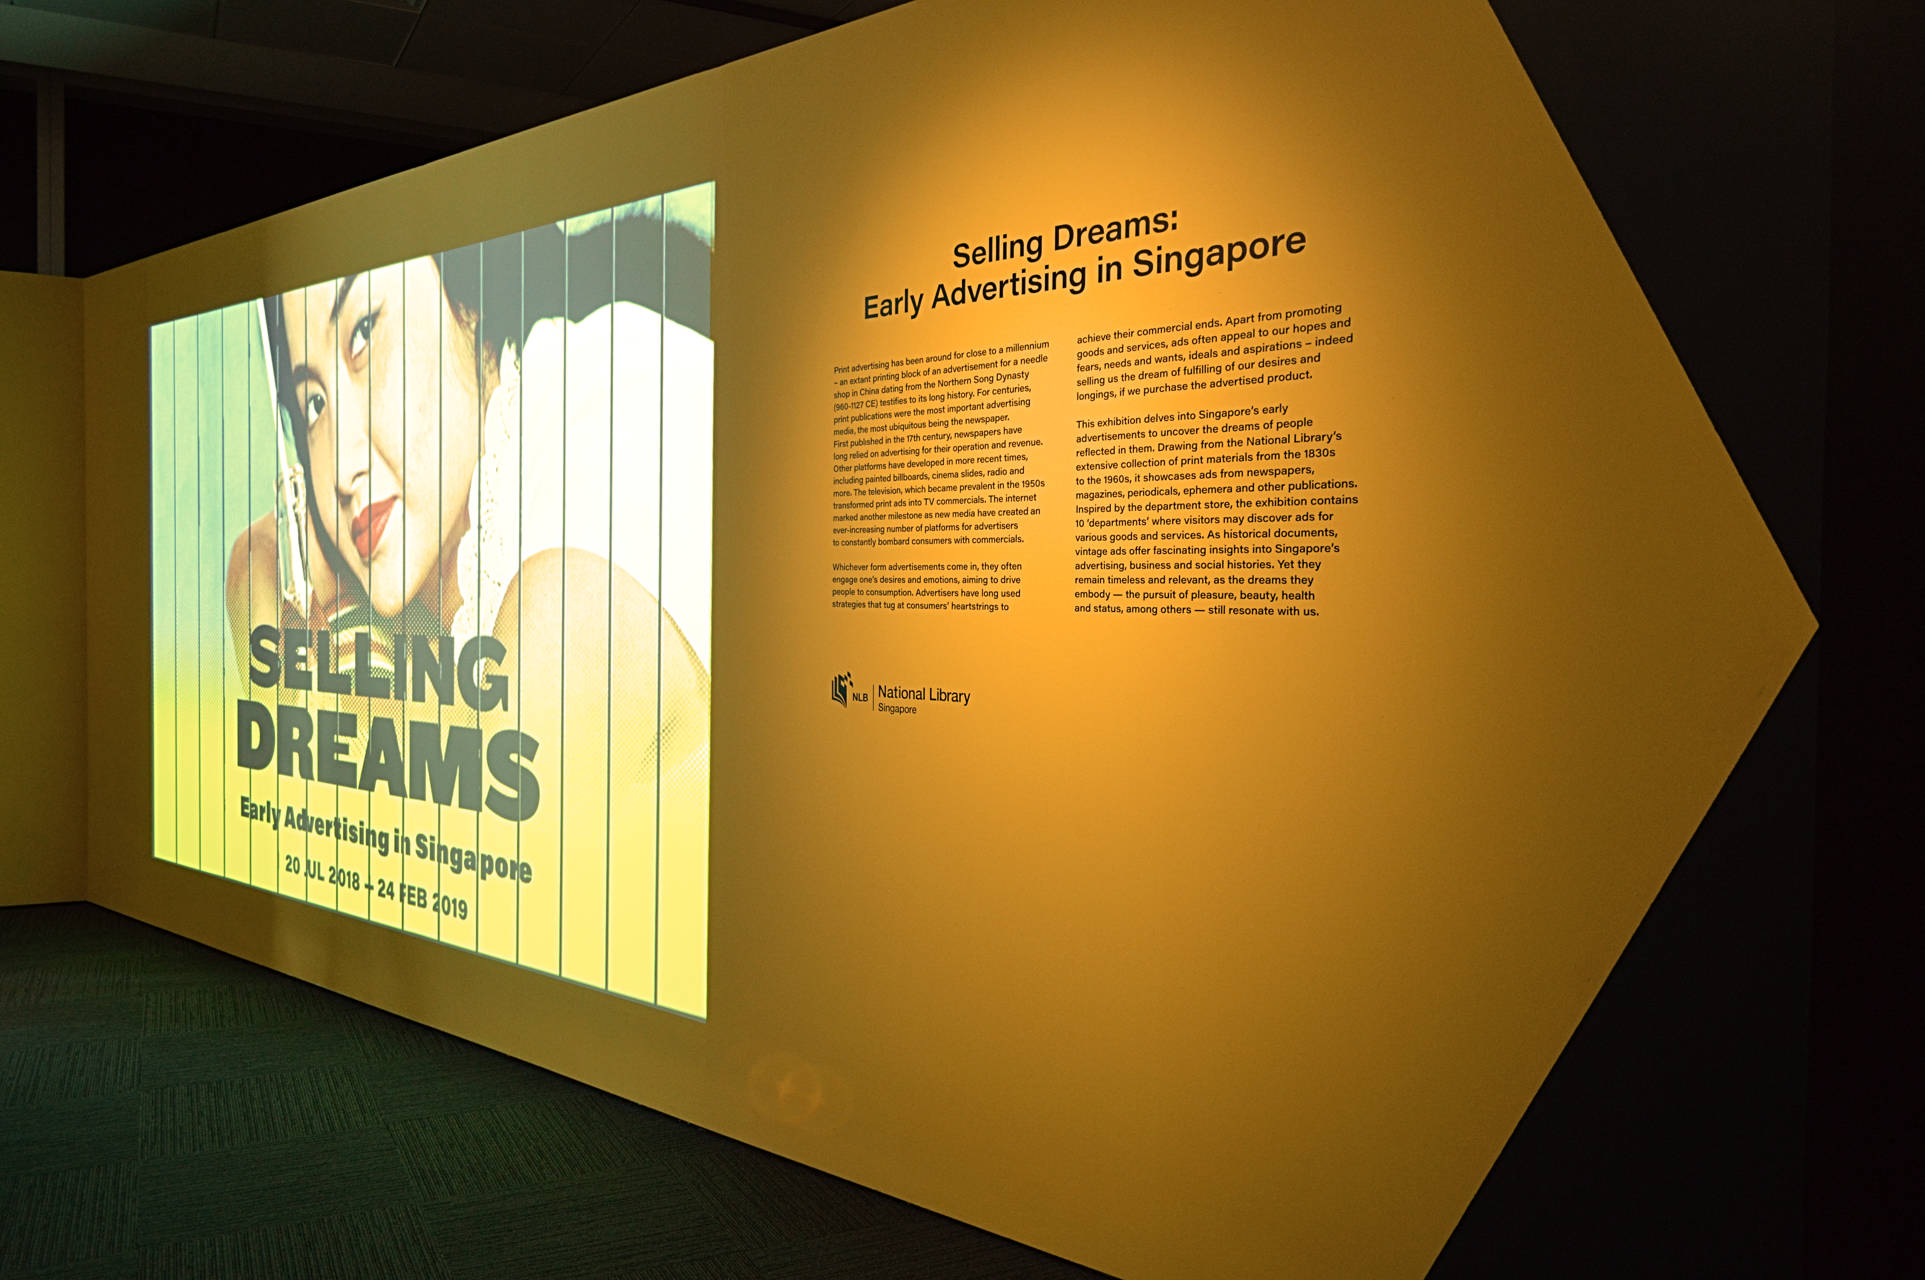 SELLING
DREAMS
Early Advertising in Singapore
20 JUL 2018 – 24 FEB 2019
Selling Dreams:
Early Advertising in Singapore
Print advertising has been around for close to a millennium
– an extant printing block of an advertisement for a needle
shop in China dating from the Northern Song Dynasty
(960-1127 CE) testifies to its long history. For centuries,
print publications were the most important advertising
media, the most ubiquitous being the newspaper.
First published in the 17th century, newspapers have
long relied on advertising for their operation and revenue.
Other platforms have developed in more recent times,
including painted billboards, cinema slides, radio and
more. The television, which became prevalent in the 1950s
transformed print ads into TV commercials. The internet
marked another milestone as new media have created an
ever-increasing number of platforms for advertisers
to constantly bombard consumers with commercials.
Whichever form advertisements come in, they often
engage one's desires and emotions, aiming to drive
people to consumption. Advertisers have long used
strategies that tug at consumers' heartstrings to
achieve their commercial ends. Apart from promoting
goods and services, ads often appeal to our hopes and
fears, needs and wants, ideals and aspirations – indeed
selling us the dream of fulfilling of our desires and
longings, if we purchase the advertised product.
This exhibition delves into Singapore's early
advertisements to uncover the dreams of people
reflected in them. Drawing from the National Library's
extensive collection of print materials from the 1830s
to the 1960s, it showcases ads from newspapers,
magazines, periodicals, ephemera and other publications.
Inspired by the department store, the exhibition contains
10 'departments' where visitors may discover ads for
various goods and services. As historical documents,
vintage ads offer fascinating insights into Singapore's
advertising, business and social histories. Yet they
remain timeless and relevant, as the dreams they
embody — the pursuit of pleasure, beauty, health
and status, among others — still resonate with us.
NLB | National Library
Singapore